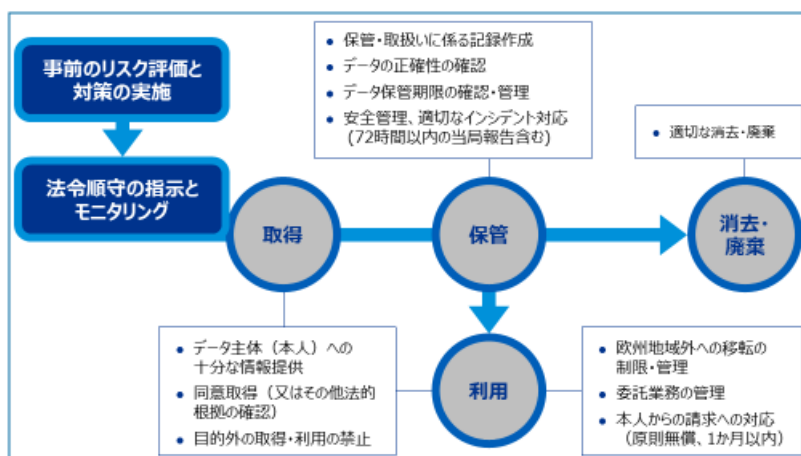 事前のリスク評価と
対策の実施
法令順守の指示と
モニタリング
• 保管・取扱いに係る記録作成
• データの正確性の確認
• データ保管期限の確認・管理
• 安全管理、適切なインシデント対応
(72時間以内の当局報告含む)
• 適切な消去・廃棄
取得
保管
消去・
廃棄
利用
• データ主体（本人）への
十分な情報提供
• 同意取得（又はその他法的
根拠の確認）
• 目的外の取得・利用の禁止
• 欧州地域外への移転の
制限・管理
• 委託業務の管理
• 本人からの請求への対応
（原則無償、1か月以内）